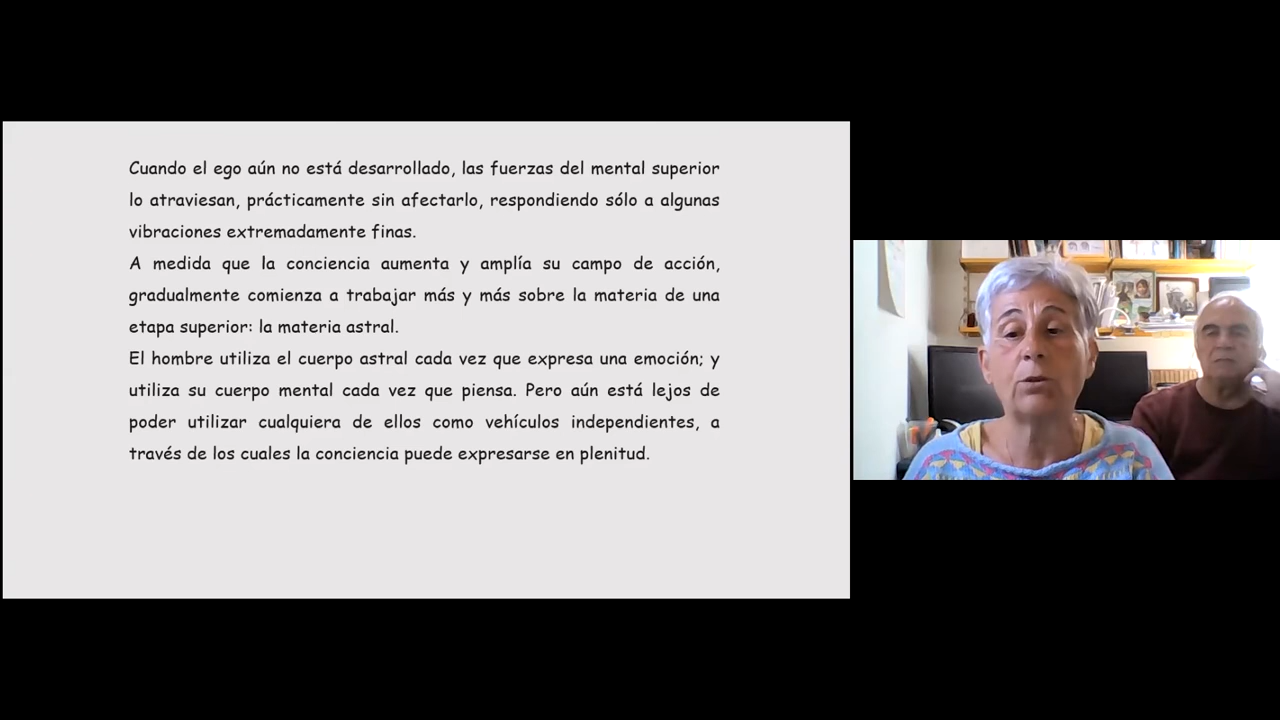 Cuando el ego aún no está desarrollado, las fuerzas del mental superior
lo atraviesan, prácticamente sin afectarlo, respondiendo sólo a algunas
vibraciones extremadamente finas.
A medida que la conciencia aumenta y amplía su campo de acción,
gradualmente comienza a trabajar más y más sobre la materia de una
etapa superior: la materia astral.
El hombre utiliza el cuerpo astral cada vez que expresa una emoción; y
utiliza su cuerpo mental cada vez que piensa. Pero aún está lejos de
poder utilizar cualquiera de ellos como vehículos independientes, a
través de los cuales la conciencia puede expresarse en plenitud.